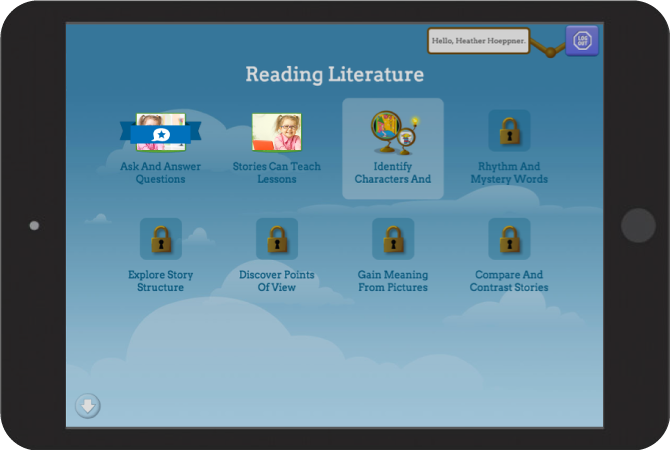 Hello, Heather Hoeppner.
LOG
OUT
Reading Literature
Ask And Answer
Questions
Stories Can Teach
Lessons
Identify
Characters And
Rhythm And
Mystery Words
Explore Story
Structure
Discover Points
Of View
Gain Meaning
From Pictures
Compare And
Contrast Stories